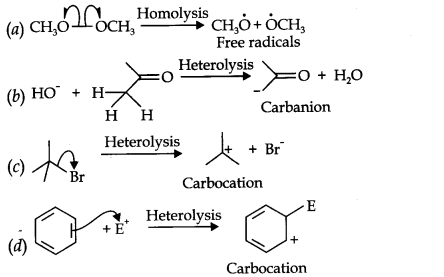 (a) CH₃O—OCH₃ Homolysis CH₃Ȯ + ȮCH₃
Free radicals
(b) HO⁻ + H H H O Heterolysis O + H₂O
Carbanion
(c) Br Heterolysis + + Br⁻
Carbocation
(d) + E⁺ Heterolysis E +
Carbocation